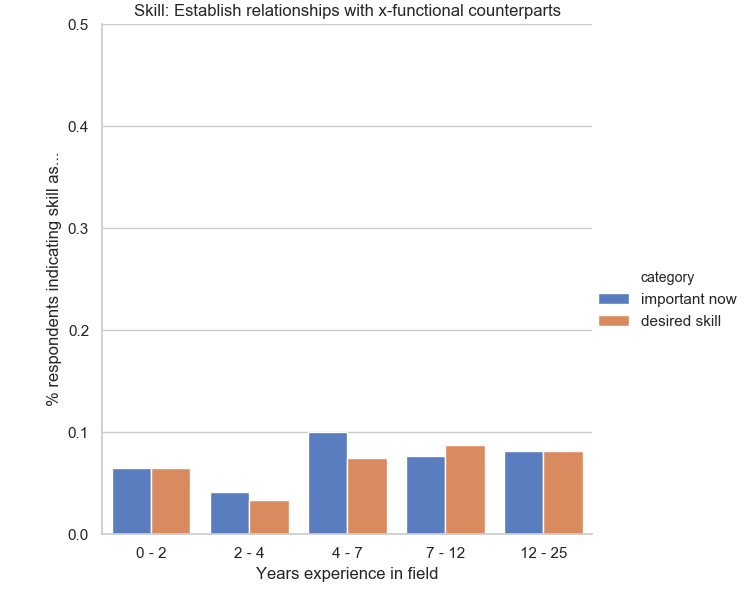 Skill: Establish relationships with x-functional counterparts
0.5
0.4
0.3
0.2
0.1
0.0
% respondents indicating skill as...
0 - 2
2 - 4
4 - 7
7 - 12
12 - 25
Years experience in field
category
important now
desired skill